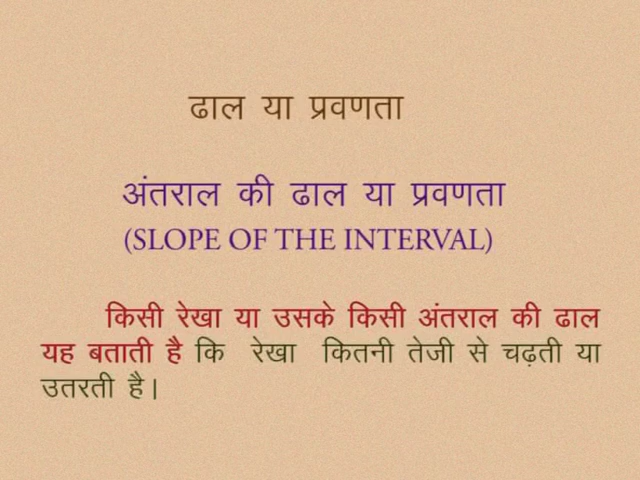 ढाल या प्रवणता
अंतराल की ढाल या प्रवणता
(SLOPE OF THE INTERVAL)
किसी रेखा या उसके किसी अंतराल की ढाल
यह बताती है कि रेखा कितनी तेजी से चढ़ती या
उतरती है।